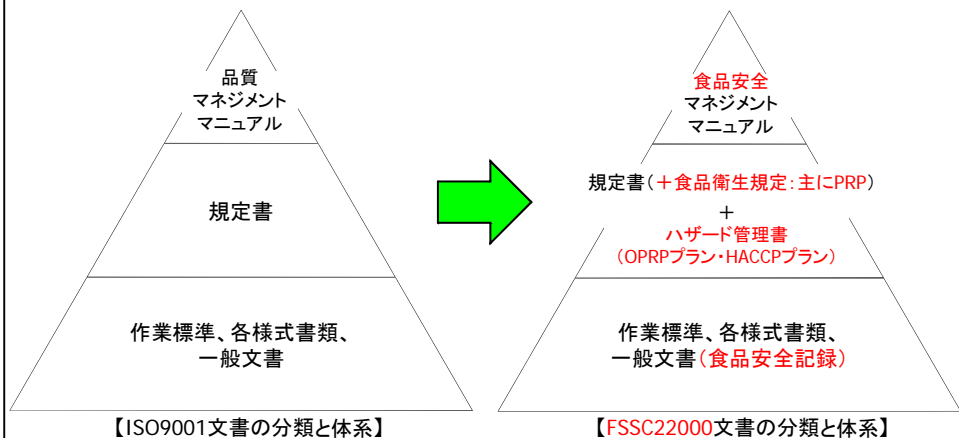 品質
マネジメント
マニュアル
規定書
作業標準、各様式書類、
一般文書
【ISO9001文書の分類と体系】
食品安全
マネジメント
マニュアル
規定書（＋食品衛生規定：主にPRP）
＋
ハザード管理書
（OPRPプラン・HACCPプラン）
作業標準、各様式書類、
一般文書（食品安全記録）
【FSSC22000文書の分類と体系】